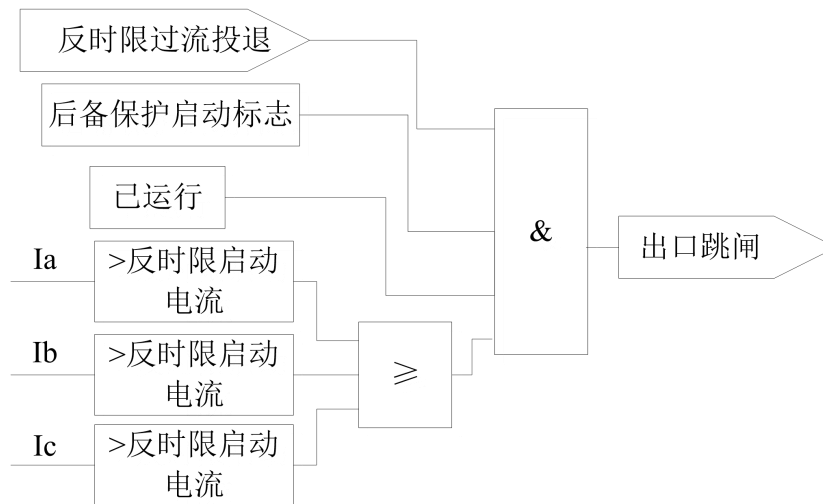 反时限过流投退
后备保护启动标志
已运行
&
出口跳闸
Ia
>反时限启动
电流
Ib
>反时限启动
电流
≥
Ic
>反时限启动
电流